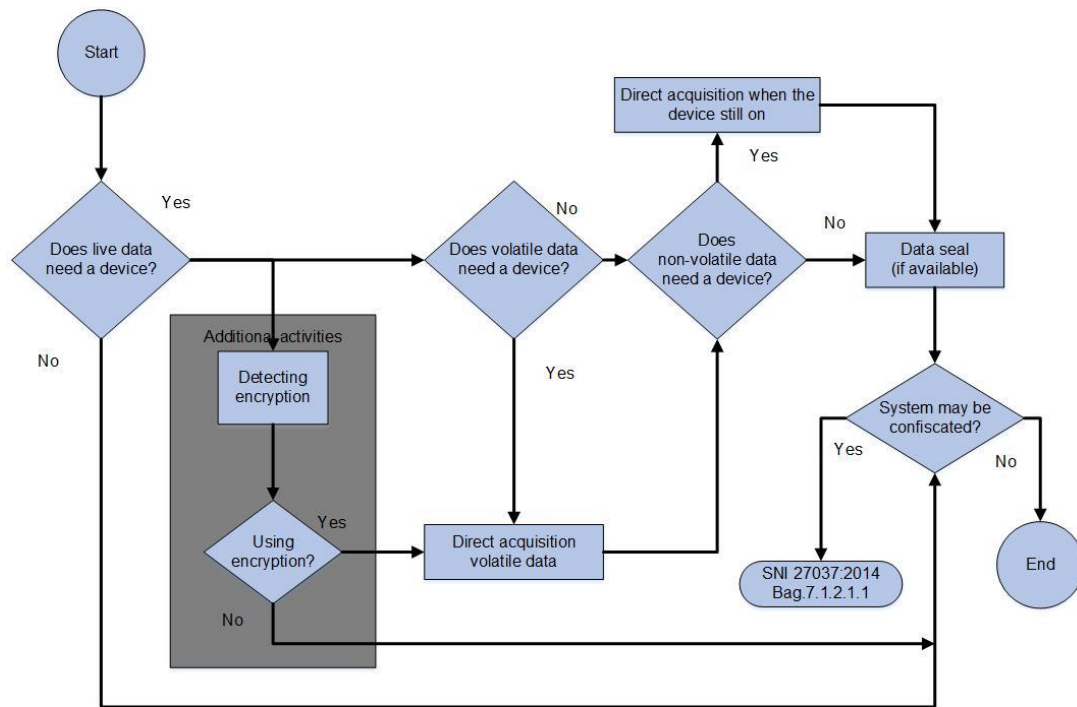 Start
Direct acquisition when the
device still on
Yes
Yes
No
No
Does live data
need a device?
Does volatile data
need a device?
Does
non-volatile data
need a device?
Data seal
(if available)
No
Additional activities
Yes
Detecting
encryption
System may be
confiscated?
Yes
No
Yes
Using
encryption?
Direct acquisition
volatile data
SNI 27037:2014
Bag.7.1.2.1.1
End
No